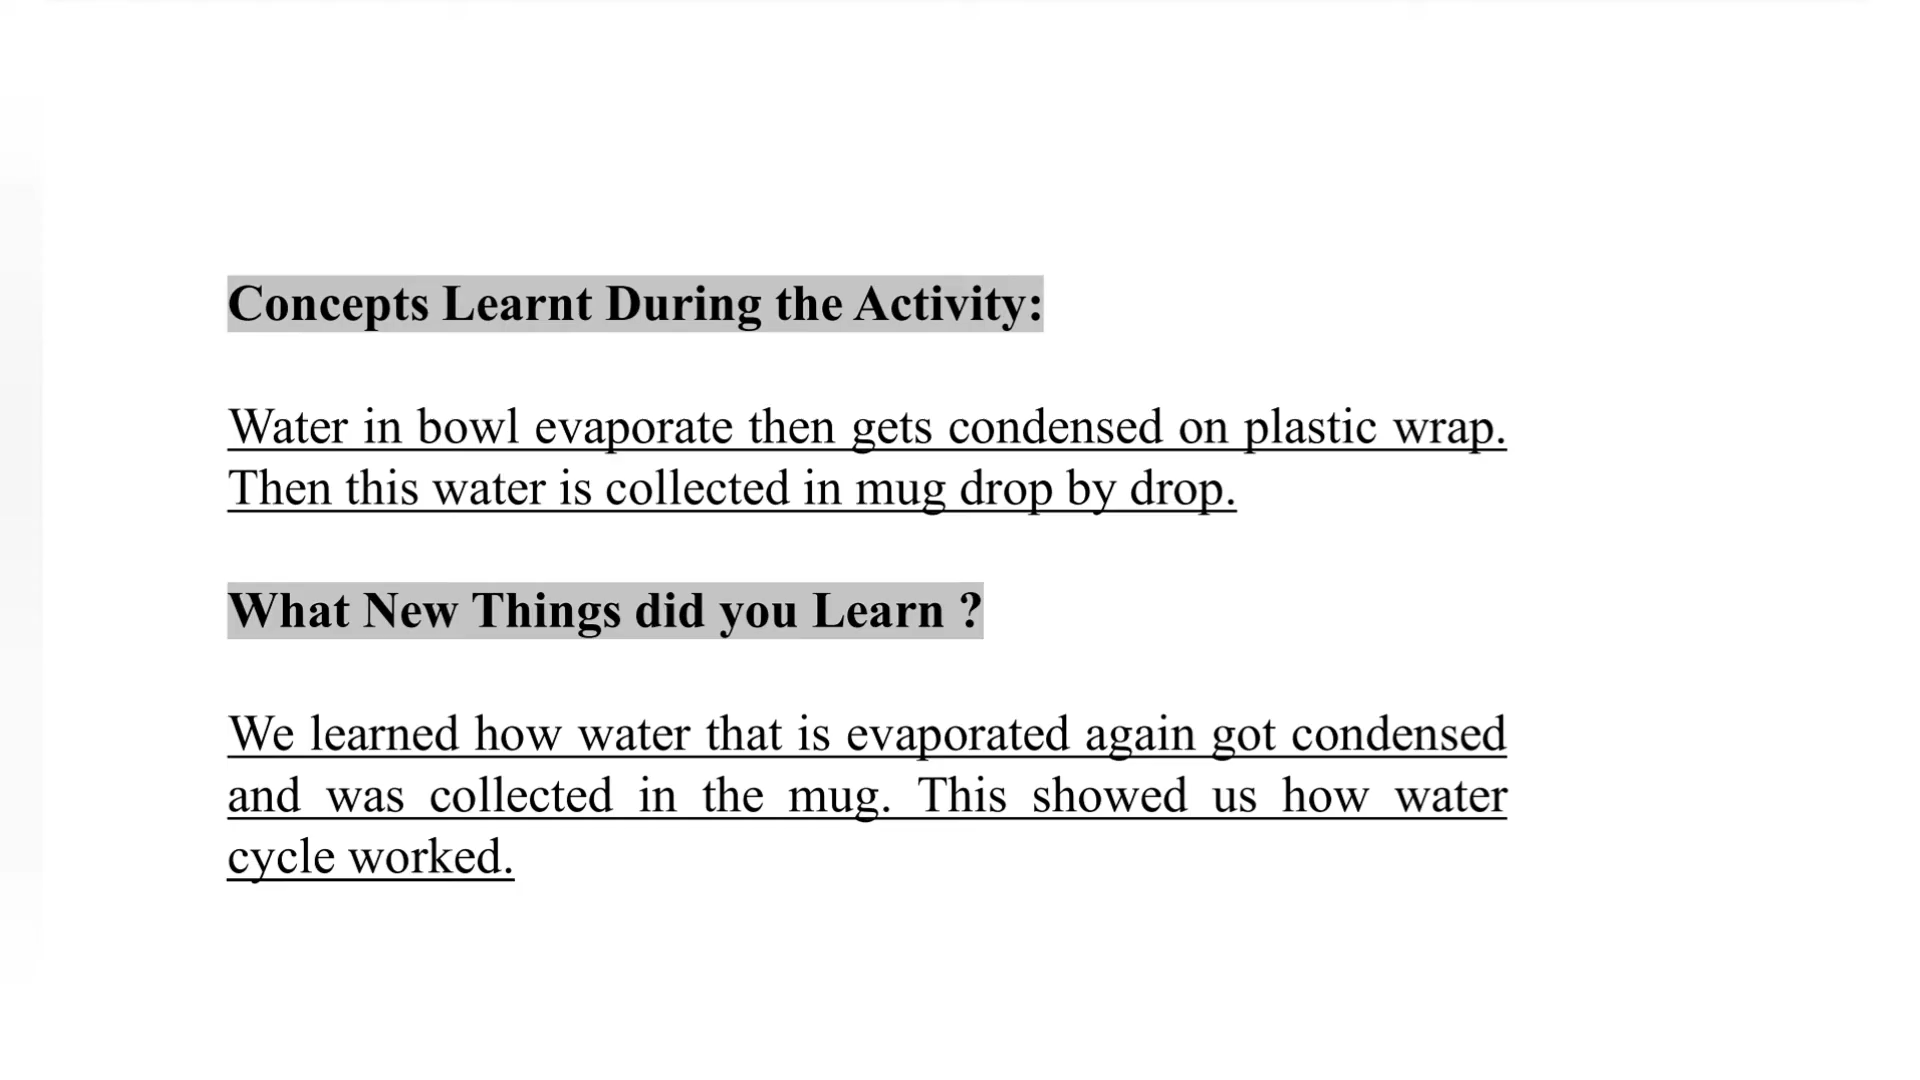 Concepts Learnt During the Activity:
Water in bowl evaporate then gets condensed on plastic wrap.
Then this water is collected in mug drop by drop.
What New Things did you Learn ?
We learned how water that is evaporated again got condensed
and was collected in the mug. This showed us how water
cycle worked.